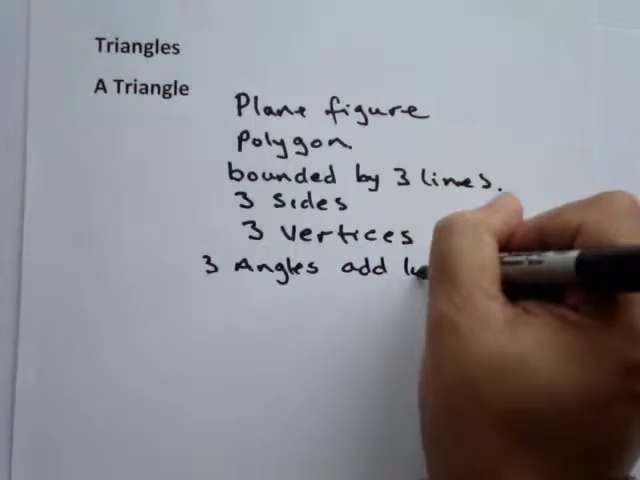 Triangles
A Triangle
Plane figure
Polygon.
bounded by 3 lines.
3 sides
3 vertices
3 Angles add